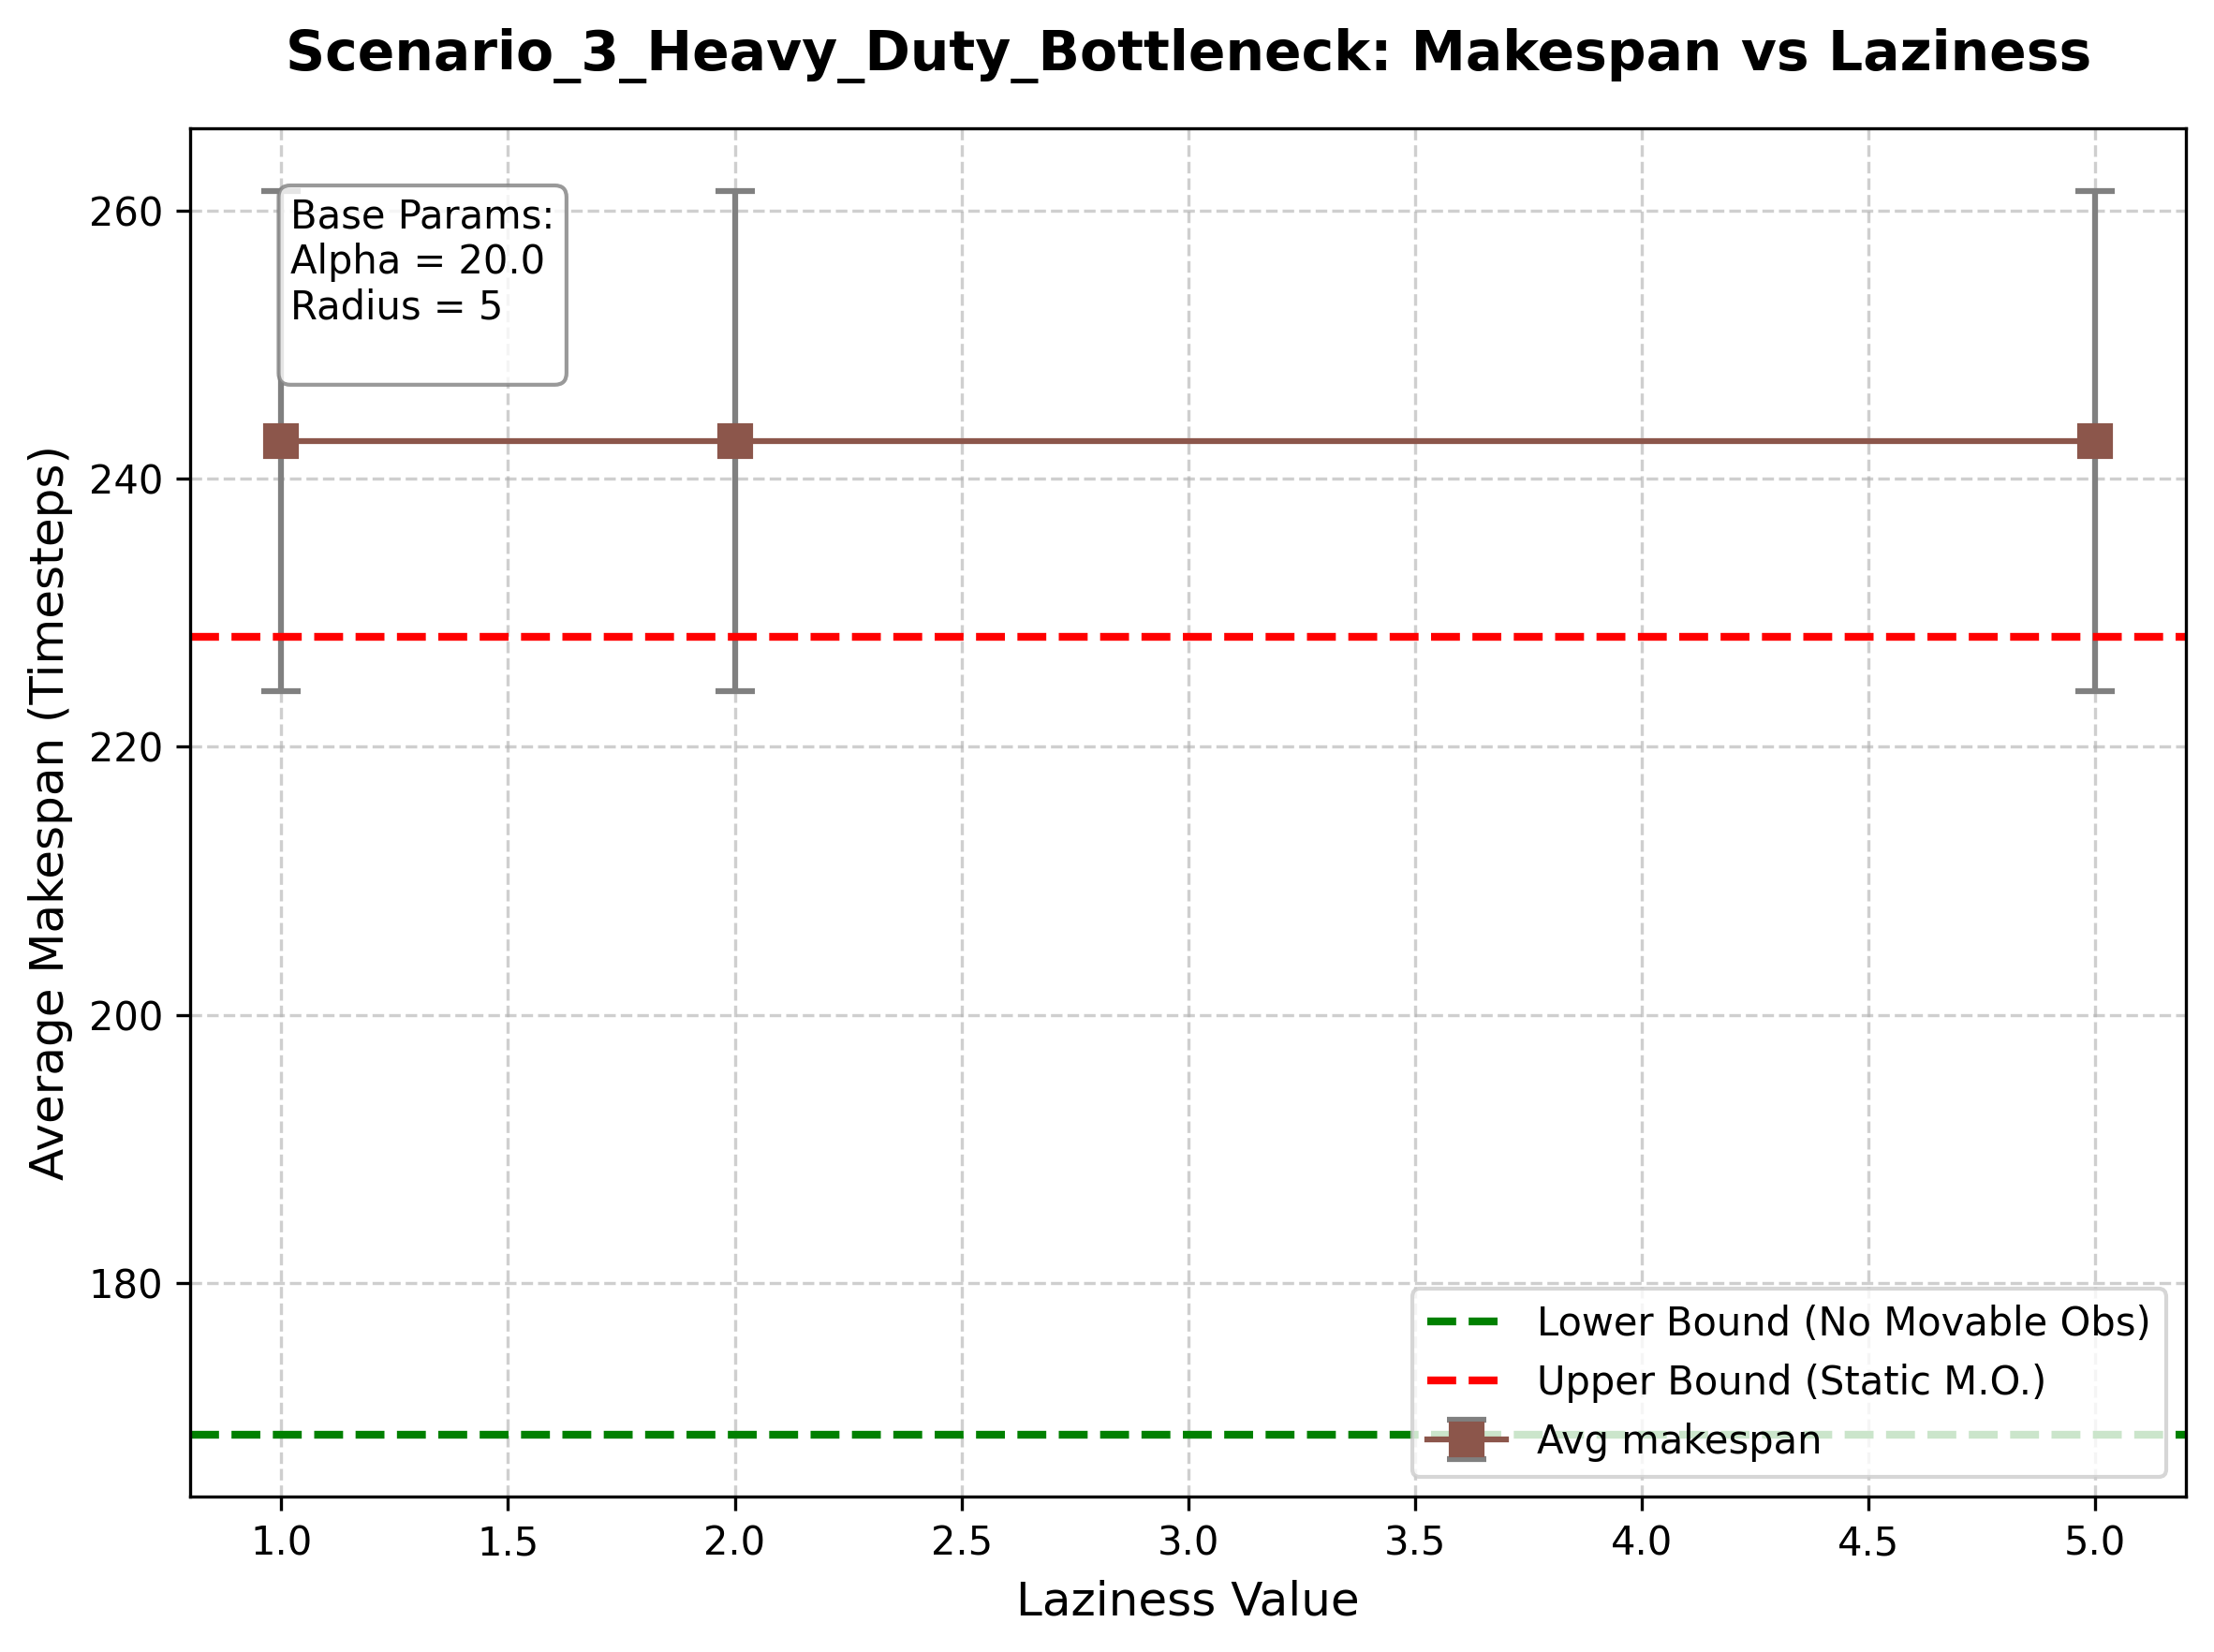 Scenario_3_Heavy_Duty_Bottleneck: Makespan vs Laziness
Average Makespan (Timesteps)
260
240
220
200
180
Base Params:
Alpha = 20.0
Radius = 5
Lower Bound (No Movable Obs)
Upper Bound (Static M.O.)
Avg makespan
1.0 1.5 2.0 2.5 3.0 3.5 4.0 4.5 5.0
Laziness Value